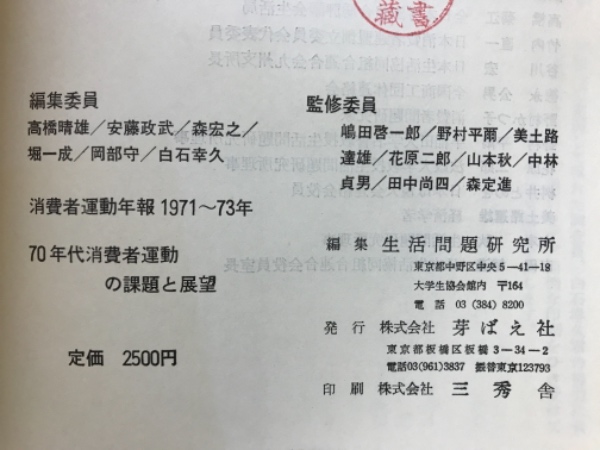 蔵書
編集委員
高橋晴雄／安藤政武／森宏之／
堀一成／岡部守／白石幸久
消費者運動年報1971〜73年
70年代消費者運動
の課題と展望
定価 2500円
監修委員
嶋田啓一郎／野村平爾／美土路
達雄／花原二郎／山本秋／中林
貞男／田中尚四／森定進
編集 生活問題研究所
東京都中野区中央5—41—18
大学生協会館内 〒164
電話 03 (384) 8200
発行 株式会社 芽ばえ社
東京都板橋区板橋3—34—2
電話03(961)3837 振替東京123793
印刷 株式会社 三秀舎